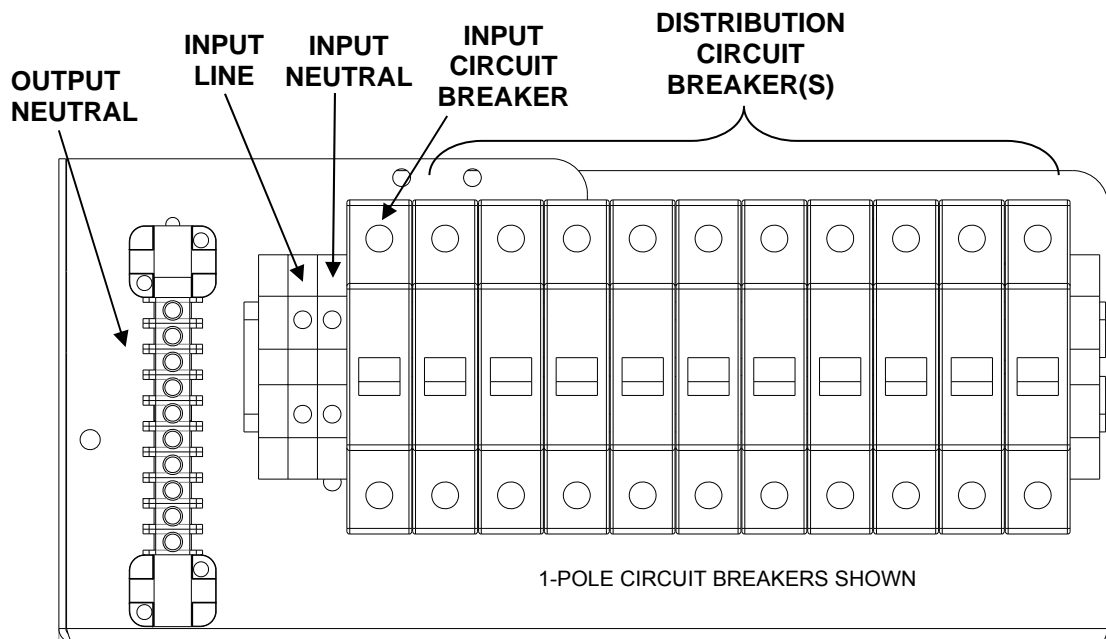 OUTPUT
NEUTRAL
INPUT
LINE
INPUT
NEUTRAL
INPUT
CIRCUIT
BREAKER
DISTRIBUTION
CIRCUIT
BREAKER(S)
1-POLE CIRCUIT BREAKERS SHOWN